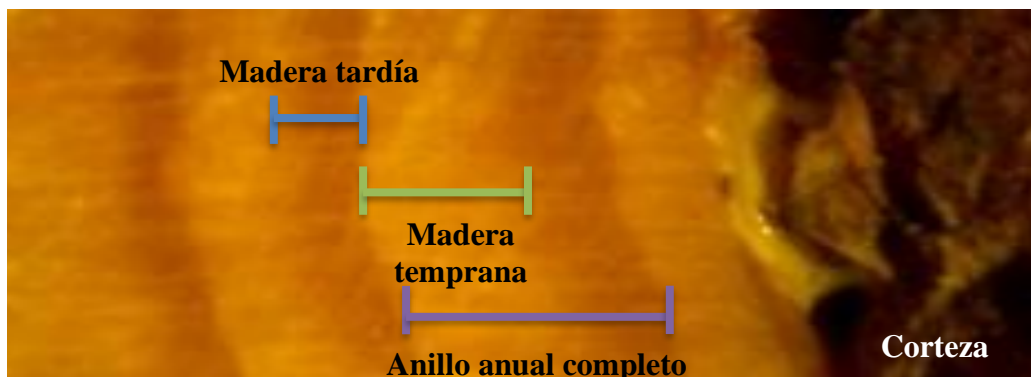 Madera tardía
Madera
temprana
Anillo anual completo
Corteza